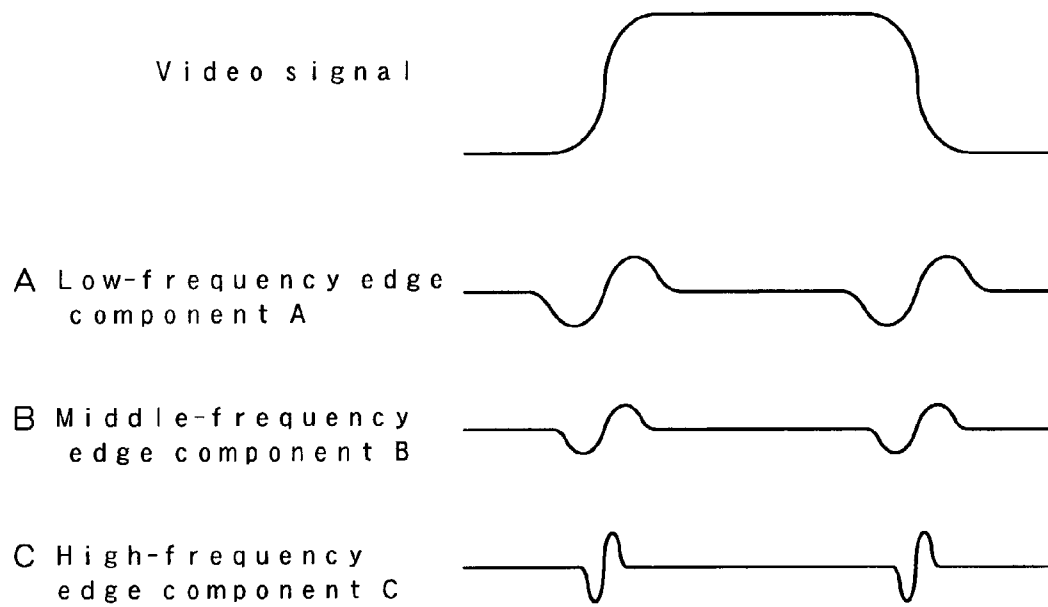 Video signal
A Low-frequency edge
component A
B Middle-frequency
edge component B
C High-frequency
edge component C